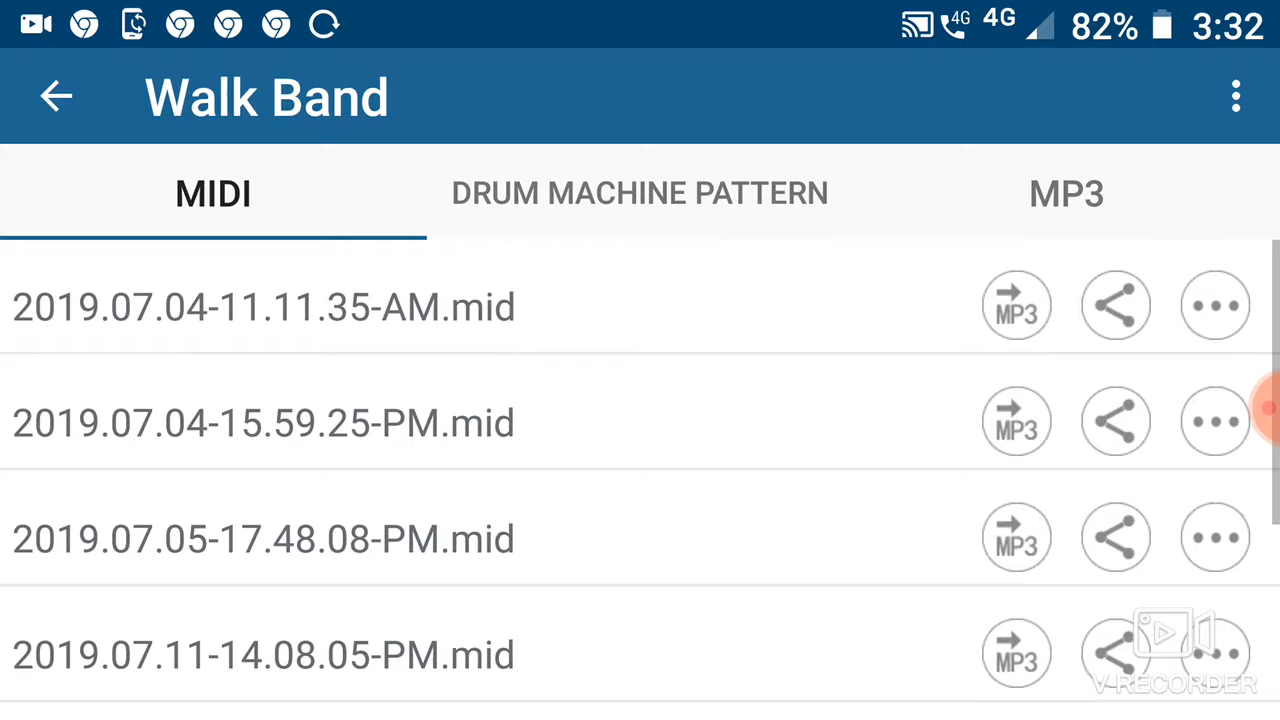 4G 4G 82% 3:32
Walk Band
MIDI DRUM MACHINE PATTERN MP3
2019.07.04-11.11.35-AM.mid MP3
2019.07.04-15.59.25-PM.mid MP3
2019.07.05-17.48.08-PM.mid MP3
2019.07.11-14.08.05-PM.mid MP3
V-RECORDER